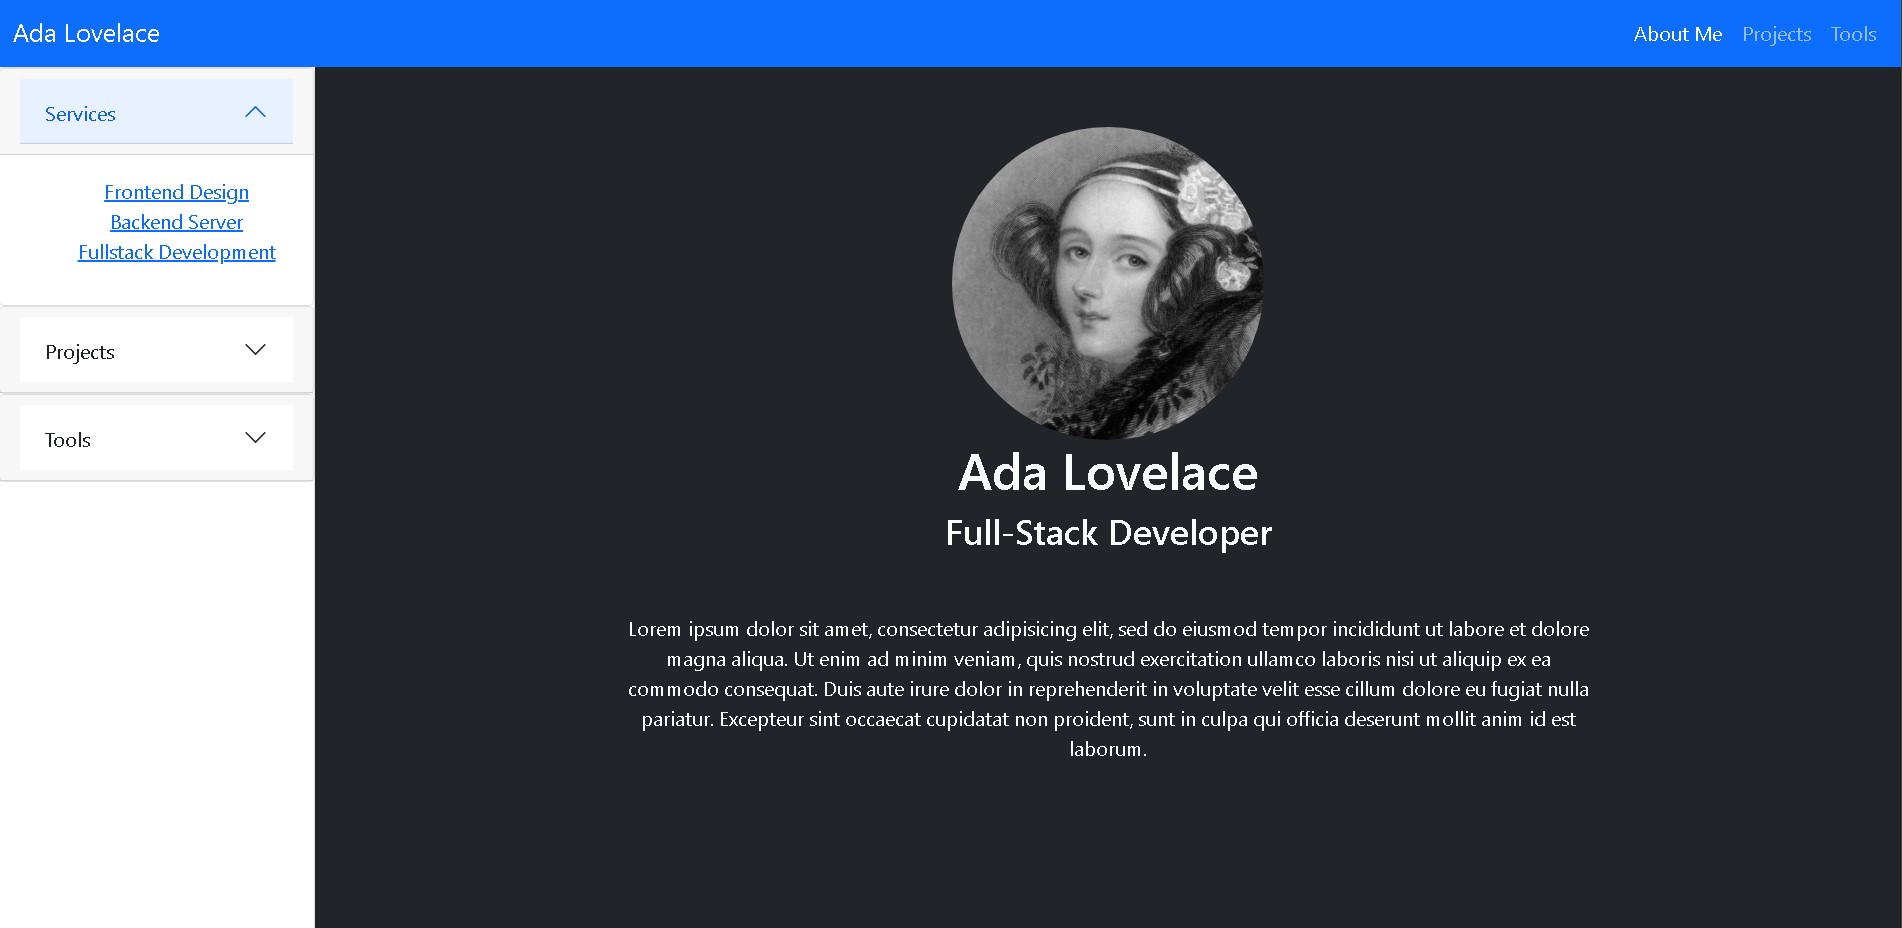 Ada Lovelace
About Me Projects Tools
Services
Frontend Design
Backend Server
Fullstack Development
Projects
Tools
Ada Lovelace
Full-Stack Developer
Lorem ipsum dolor sit amet, consectetur adipisicing elit, sed do eiusmod tempor incididunt ut labore et dolore
magna aliqua. Ut enim ad minim veniam, quis nostrud exercitation ullamco laboris nisi ut aliquip ex ea
commodo consequat. Duis aute irure dolor in reprehenderit in voluptate velit esse cillum dolore eu fugiat nulla
pariatur. Excepteur sint occaecat cupidatat non proident, sunt in culpa qui officia deserunt mollit anim id est
laborum.